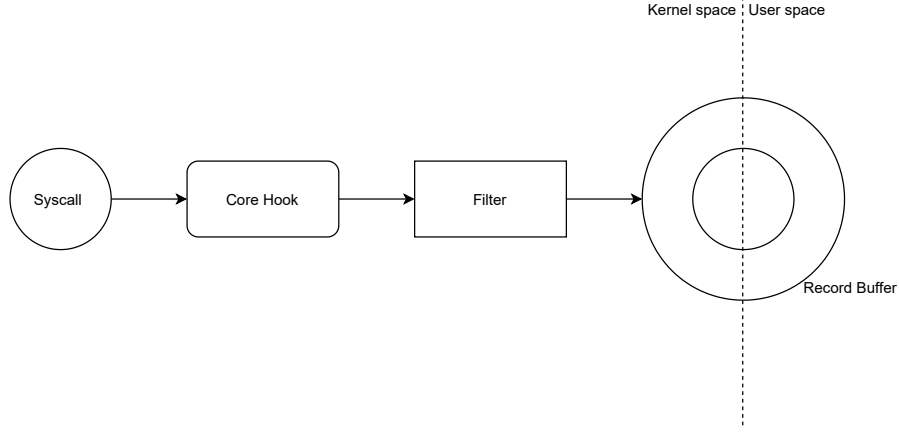 Kernel space
User space
Syscall
Core Hook
Filter
Record Buffer